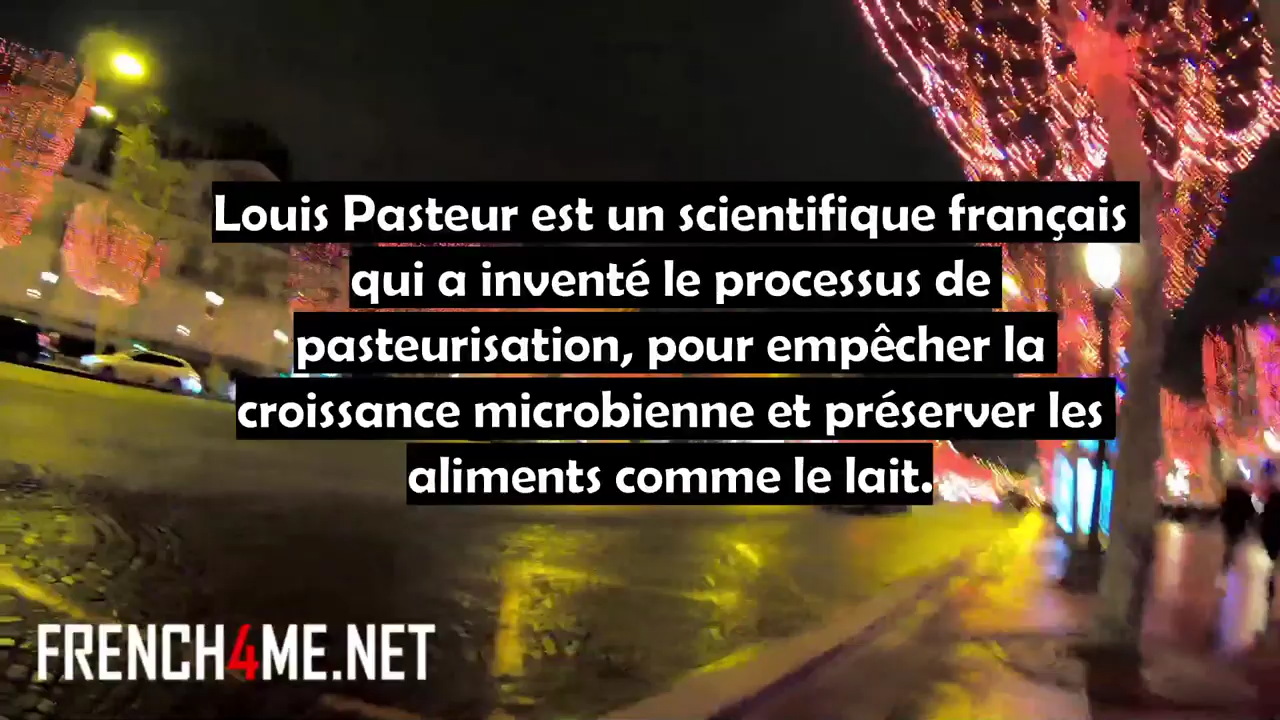 Louis Pasteur est un scientifique français
qui a inventé le processus de
pasteurisation, pour empêcher la
croissance microbienne et préserver les
aliments comme le lait.
FRENCH4ME.NET